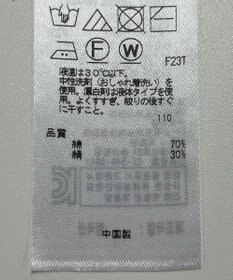 F23T
液温は30℃以下。
中性洗剤（おしゃれ着洗い）を
使用。漂白剤は液体タイプを使
用。よくすすぎ、絞りの後すぐ
に干すこと。
110
品質
綿 70%
綿 30%
中国製